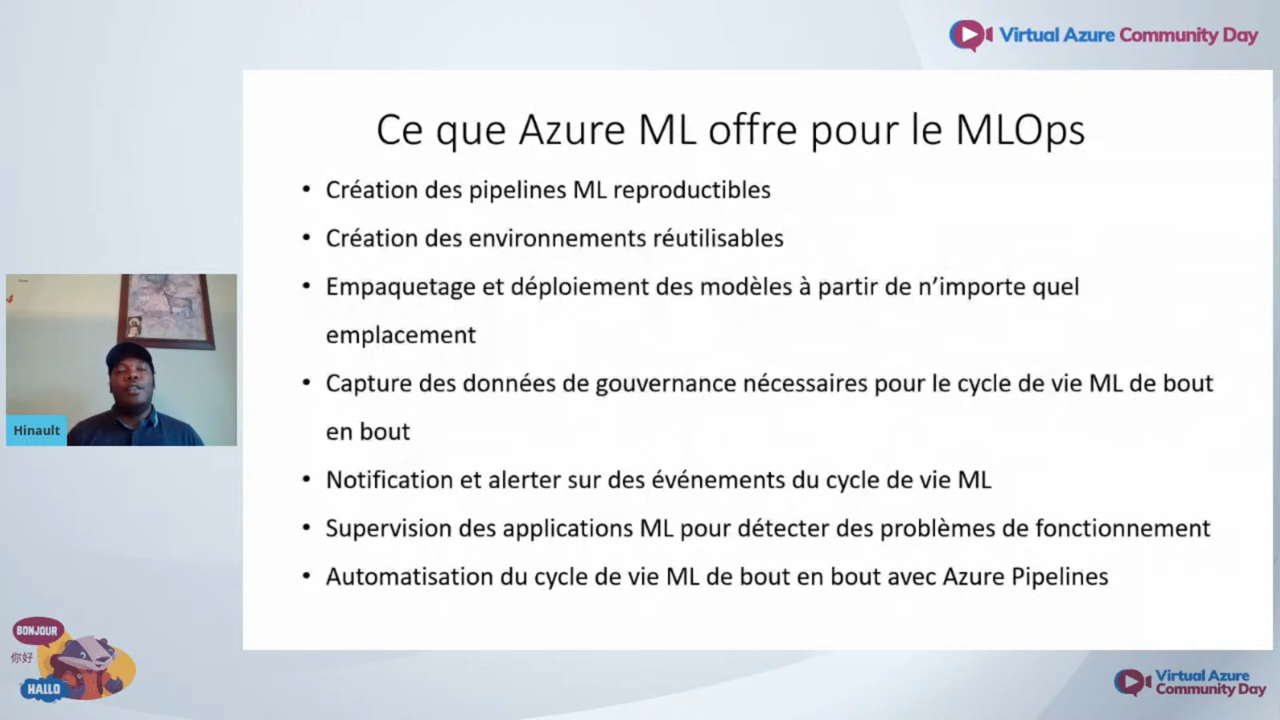 Virtual Azure Community Day
Ce que Azure ML offre pour le MLOps
• Création des pipelines ML reproductibles
• Création des environnements réutilisables
• Empaquetage et déploiement des modèles à partir de n’importe quel
emplacement
• Capture des données de gouvernance nécessaires pour le cycle de vie ML de bout
en bout
• Notification et alerter sur des événements du cycle de vie ML
• Supervision des applications ML pour détecter des problèmes de fonctionnement
• Automatisation du cycle de vie ML de bout en bout avec Azure Pipelines
Hinault
BONJOUR
你好
HALLO
Virtual Azure
Community Day